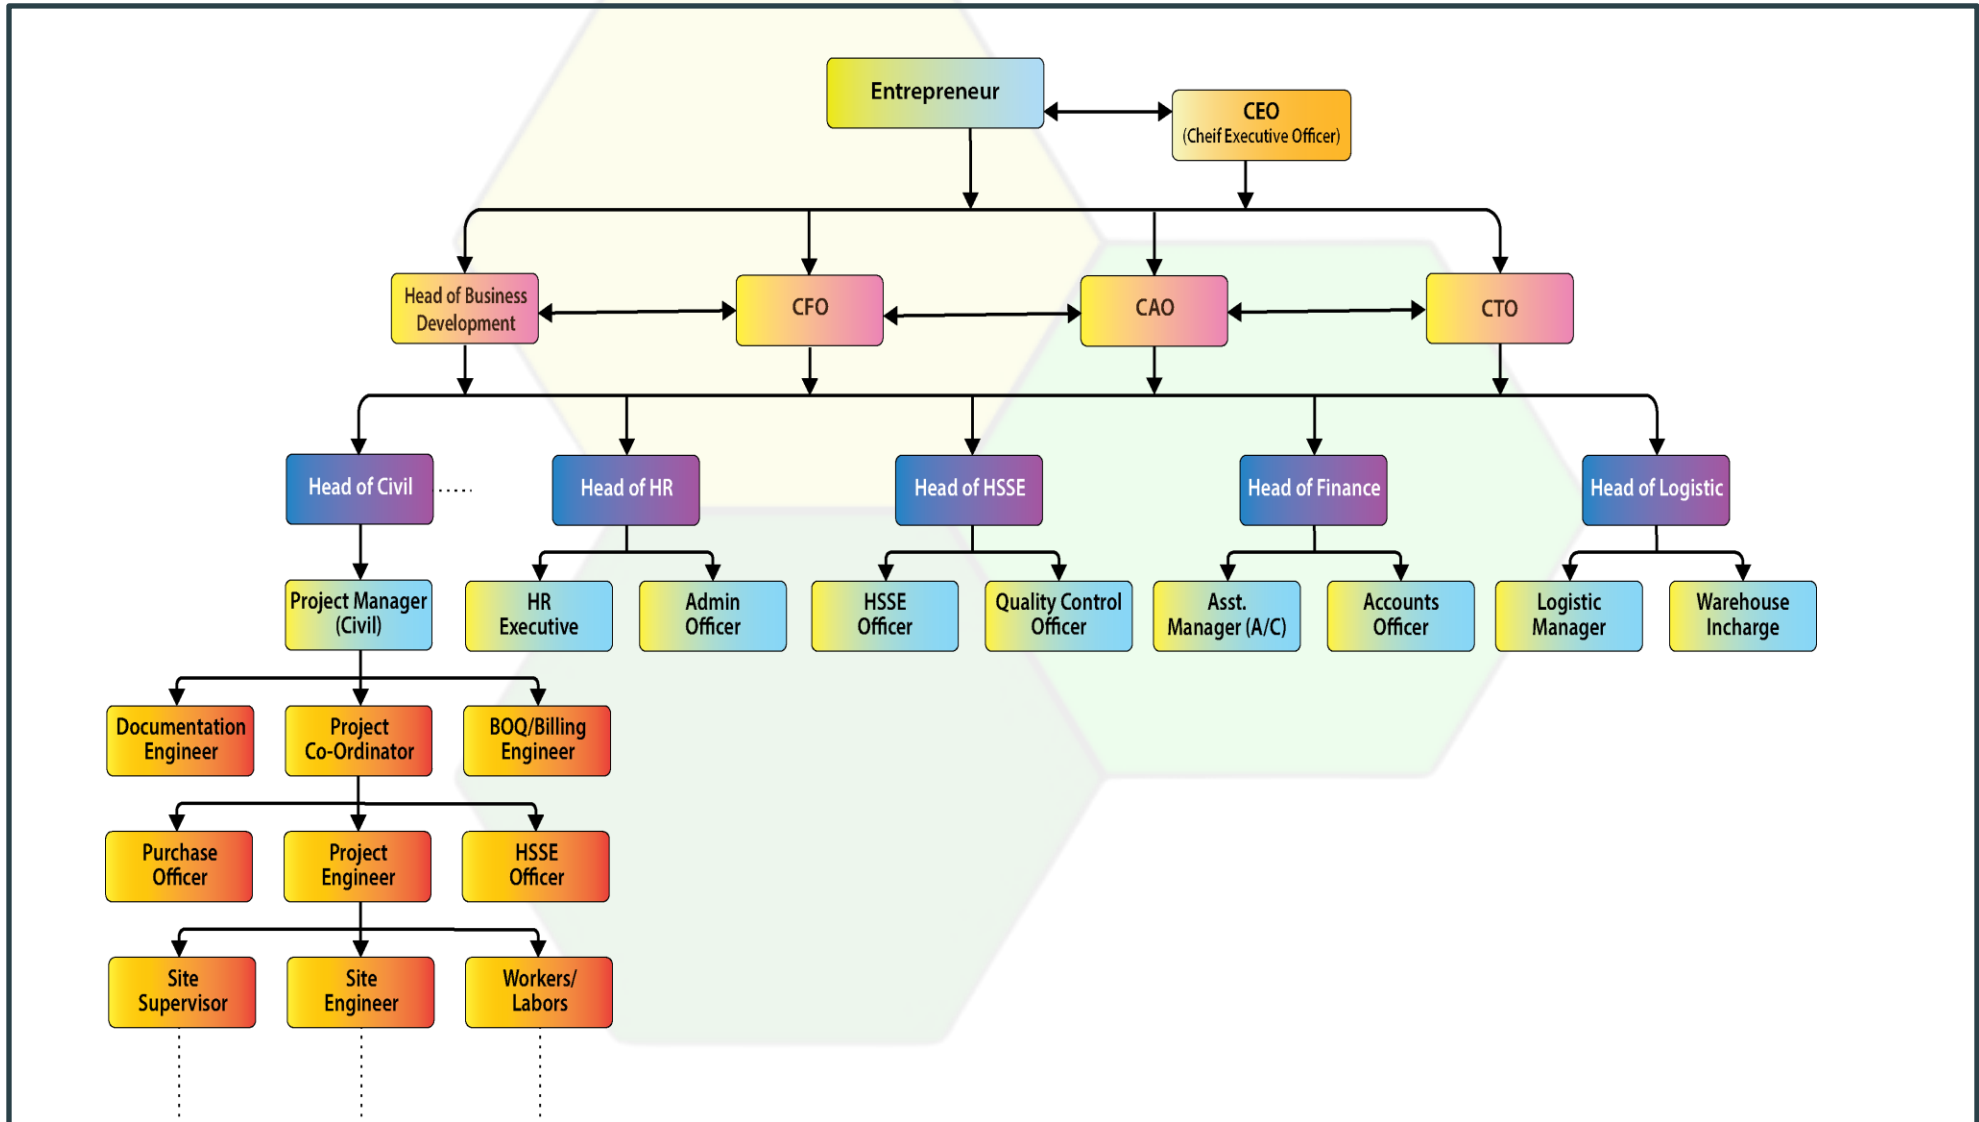 Entrepreneur
CEO
(Cheif Executive Officer)
Head of Business
Development
CFO
CAO
CTO
Head of Civil
Head of HR
Head of HSSE
Head of Finance
Head of Logistic
Project Manager
(Civil)
HR
Executive
Admin
Officer
HSSE
Officer
Quality Control
Officer
Asst.
Manager (A/C)
Accounts
Officer
Logistic
Manager
Warehouse
Incharge
Documentation
Engineer
Project
Co-Ordinator
BOQ/Billing
Engineer
Purchase
Officer
Project
Engineer
HSSE
Officer
Site
Supervisor
Site
Engineer
Workers/
Labors